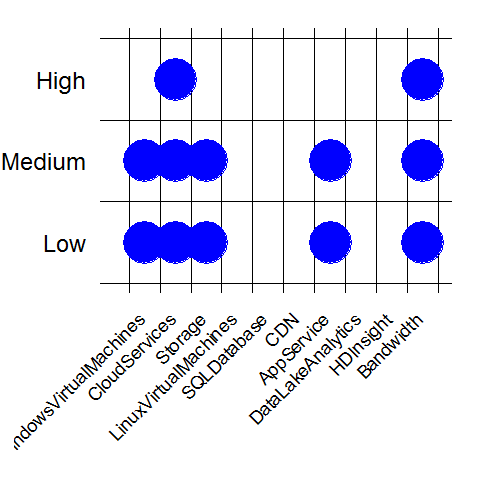 High
Medium
Low
ndowsVirtualMachines
CloudServices
Storage
LinuxVirtualMachines
SQLDatabase
CDN
AppService
DataLakeAnalytics
HDInsight
Bandwidth